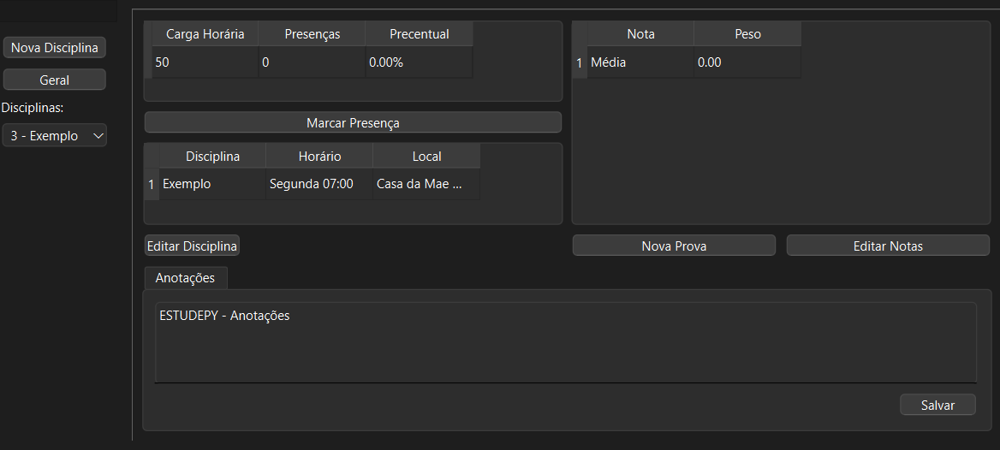 Nova Disciplina
Geral
Disciplinas:
3 - Exemplo
Carga Horária Presenças Precentual
50 0 0.00%
Marcar Presença
Disciplina Horário Local
1 Exemplo Segunda 07:00 Casa da Mae ...
Editar Disciplina
Nota Peso
1 Média 0.00
Nova Prova Editar Notas
Anotações
ESTUDEPY - Anotações
Salvar